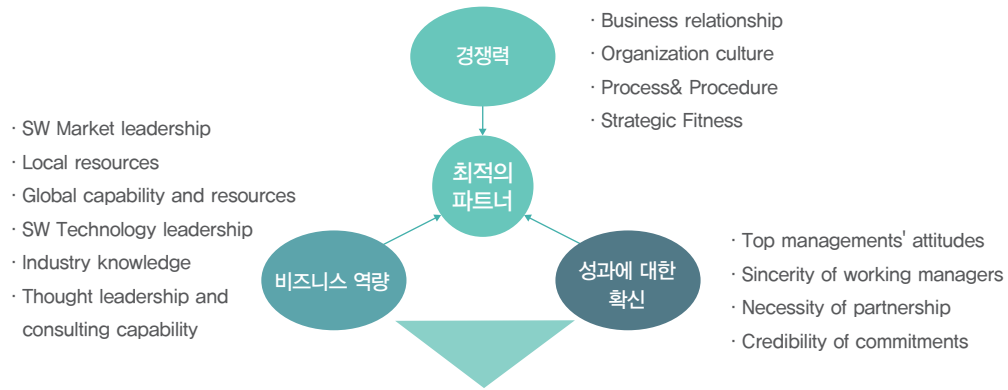 경쟁력
· Business relationship
· Organization culture
· Process& Procedure
· Strategic Fitness
· SW Market leadership
· Local resources
· Global capability and resources
· SW Technology leadership
· Industry knowledge
· Thought leadership and
consulting capability
최적의
파트너
비즈니스 역량
성과에 대한
확신
· Top managements' attitudes
· Sincerity of working managers
· Necessity of partnership
· Credibility of commitments